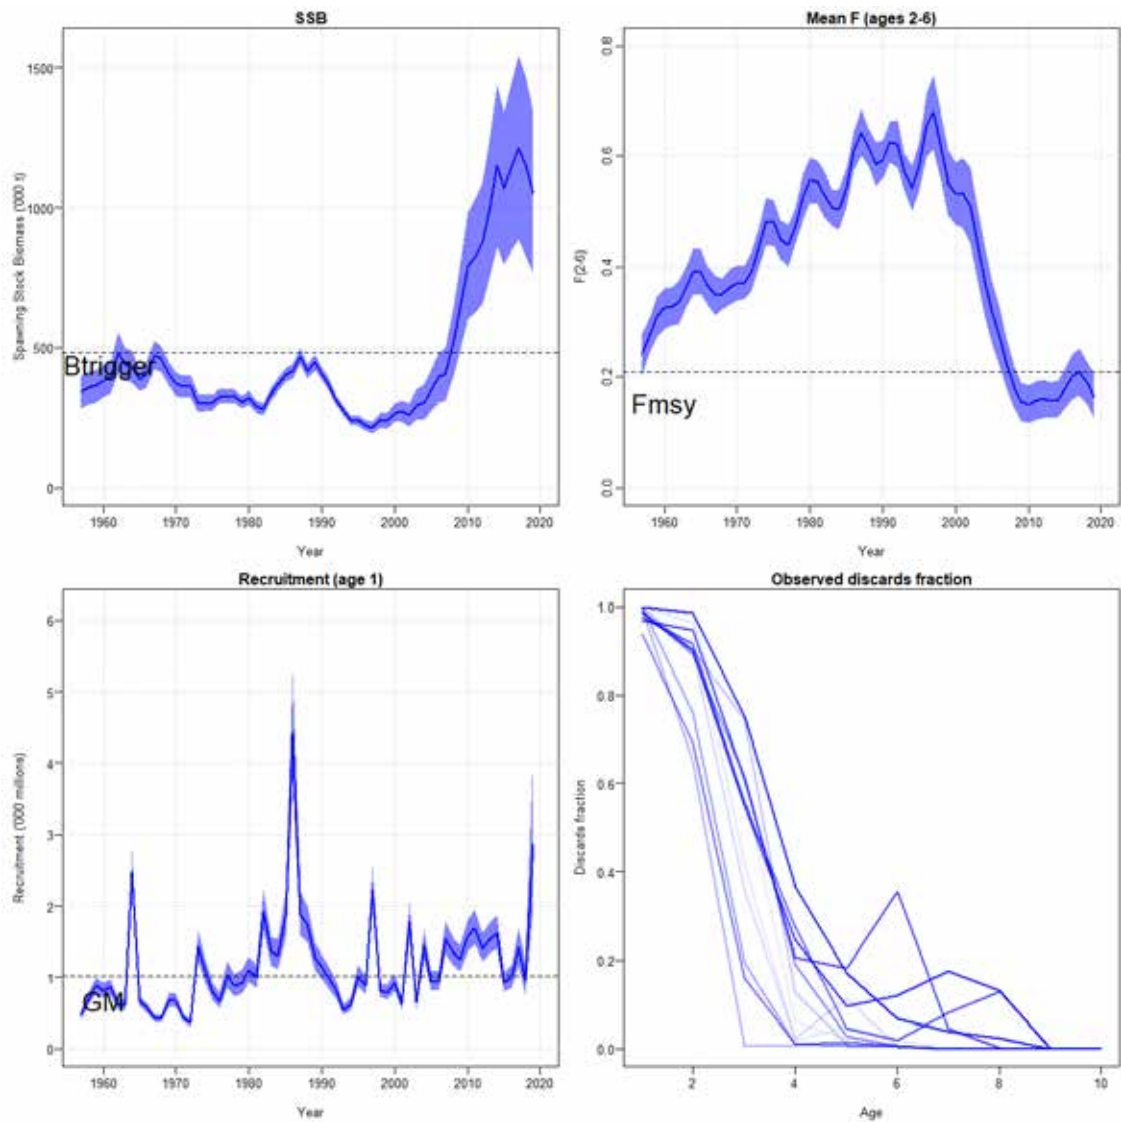 SSB
Spawning Stock Biomass ('000 t)
1500
1000
500
0
Btrigger
1960 1970 1980 1990 2000 2010 2020
Year
Mean F (ages 2-6)
F(2-6)
0.8
0.6
0.4
0.2
0.0
Fmsy
1960 1970 1980 1990 2000 2010 2020
Year
Recruitment (age 1)
Recruitment ('000 millions)
6
5
4
3
2
1
0
GM
1960 1970 1980 1990 2000 2010 2020
Year
Observed discards fraction
Discards fraction
1.0
0.8
0.6
0.4
0.2
0.0
2 4 6 8 10
Age